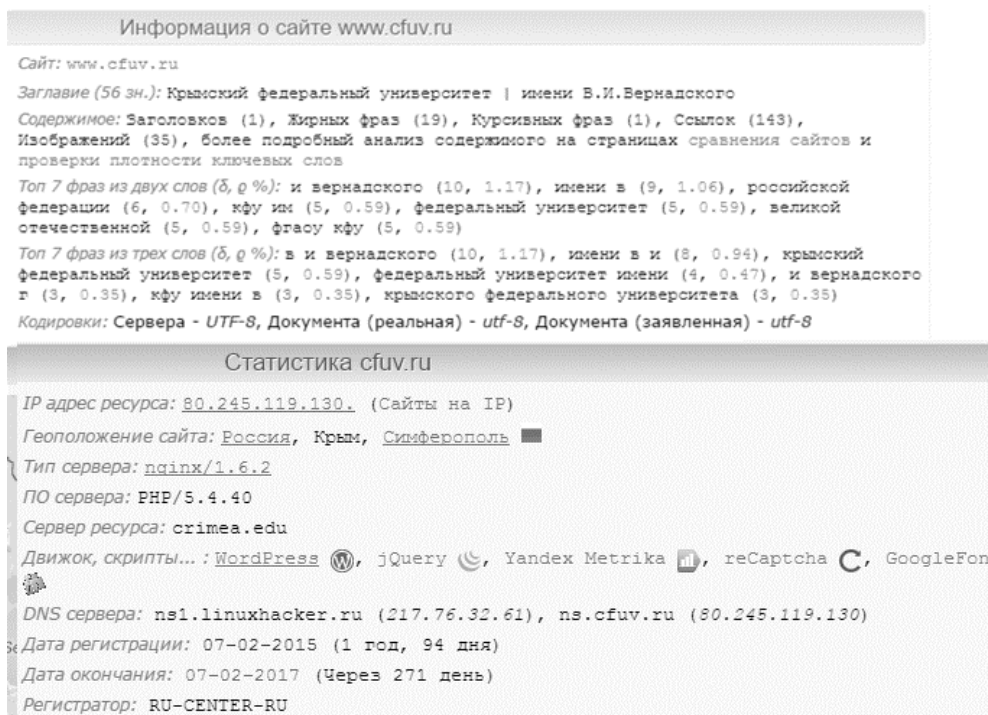 Информация о сайте www.cfuv.ru
Сайт: www.cfuv.ru
Заглавие (56 зн.): Крымский федеральный университет | имени В.И.Вернадского
Содержимое: Заголовков (1), Жирных фраз (19), Курсивных фраз (1), Ссылок (143),
Изображений (35), более подробный анализ содержимого на страницах сравнения сайтов и
проверки плотности ключевых слов
Топ 7 фраз из двух слов (δ, ϱ %): и вернадского (10, 1.17), имени в (9, 1.06), российской
федерации (6, 0.70), кфу им (5, 0.59), федеральный университет (5, 0.59), великой
отечественной (5, 0.59), фгаоу кфу (5, 0.59)
Топ 7 фраз из трех слов (δ, ϱ %): в и вернадского (10, 1.17), имени в и (8, 0.94), крымский
федеральный университет (5, 0.59), федеральный университет имени (4, 0.47), и вернадского
г (3, 0.35), кфу имени в (3, 0.35), крымского федерального университета (3, 0.35)
Кодировки: Сервера - UTF-8, Документа (реальная) - utf-8, Документа (заявленная) - utf-8
Статистика cfuv.ru
IP адрес ресурса: 80.245.119.130. (Сайты на IP)
Геоположение сайта: Россия, Крым, Симферополь
Тип сервера: nginx/1.6.2
ПО сервера: PHP/5.4.40
Сервер ресурса: crimea.edu
Движок, скрипты... : WordPress, jQuery, Yandex Metrika, reCaptcha, GoogleFon
DNS сервера: ns1.linuxhacker.ru (217.76.32.61), ns.cfuv.ru (80.245.119.130)
Дата регистрации: 07-02-2015 (1 год, 94 дня)
Дата окончания: 07-02-2017 (Через 271 день)
Регистратор: RU-CENTER-RU